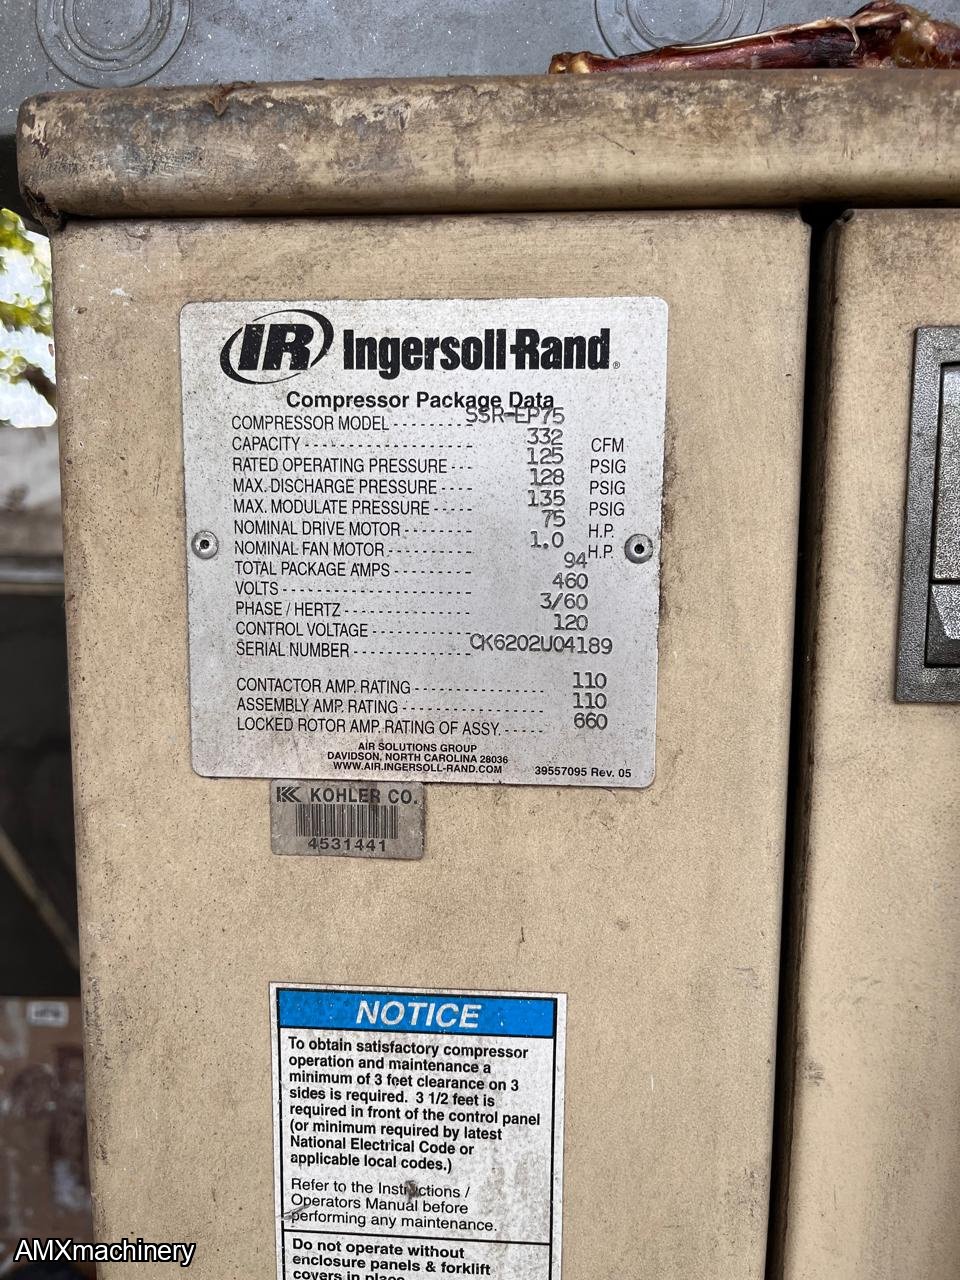 IR Ingersoll-Rand®
Compressor Package Data
COMPRESSOR MODEL - - - - - - - - - SSR-EP75
CAPACITY - - - - - - - - - - - - - - - - - - - 332 CFM
RATED OPERATING PRESSURE - - - 125 PSIG
MAX. DISCHARGE PRESSURE - - - - 128 PSIG
MAX. MODULATE PRESSURE - - - - - 135 PSIG
NOMINAL DRIVE MOTOR - - - - - - - - 75 H.P.
NOMINAL FAN MOTOR - - - - - - - - - - 1.0 H.P.
TOTAL PACKAGE AMPS - - - - - - - - - 94
VOLTS - - - - - - - - - - - - - - - - - - - - - - 460
PHASE / HERTZ - - - - - - - - - - - - - - 3/60
CONTROL VOLTAGE - - - - - - - - - - - 120
SERIAL NUMBER - - - - - - - - - - - - - CK6202U04189
CONTACTOR AMP. RATING - - - - - - - - - - - - - - 110
ASSEMBLY AMP. RATING - - - - - - - - - - - - - - - 110
LOCKED ROTOR AMP. RATING OF ASSY. - - - - - 660
AIR SOLUTIONS GROUP
DAVIDSON, NORTH CAROLINA 28036
WWW.AIR.INGERSOLL-RAND.COM 39557095 Rev. 05
KOHLER CO.
4531441
NOTICE
To obtain satisfactory compressor
operation and maintenance a
minimum of 3 feet clearance on 3
sides is required. 3 1/2 feet is
required in front of the control panel
(or minimum required by latest
National Electrical Code or
applicable local codes.)
Refer to the Instructions /
Operators Manual before
performing any maintenance.
Do not operate without
enclosure panels & forklift
covers in place.
AMXmachinery